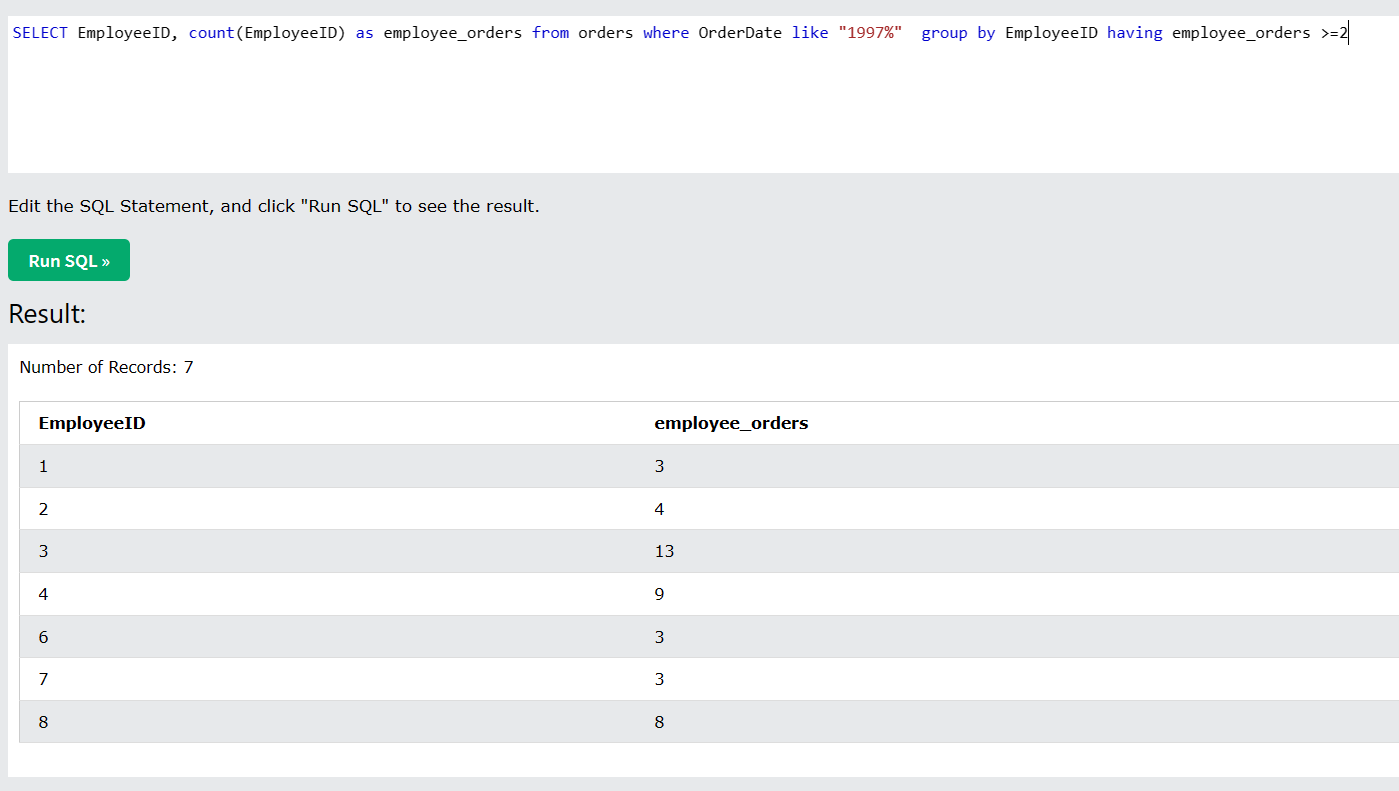 SELECT EmployeeID, count(EmployeeID) as employee_orders from orders where OrderDate like "1997%"  group by EmployeeID having employee_orders >=2
Edit the SQL Statement, and click "Run SQL" to see the result.
Run SQL »
Result:
Number of Records: 7
EmployeeID employee_orders
1 3
2 4
3 13
4 9
6 3
7 3
8 8